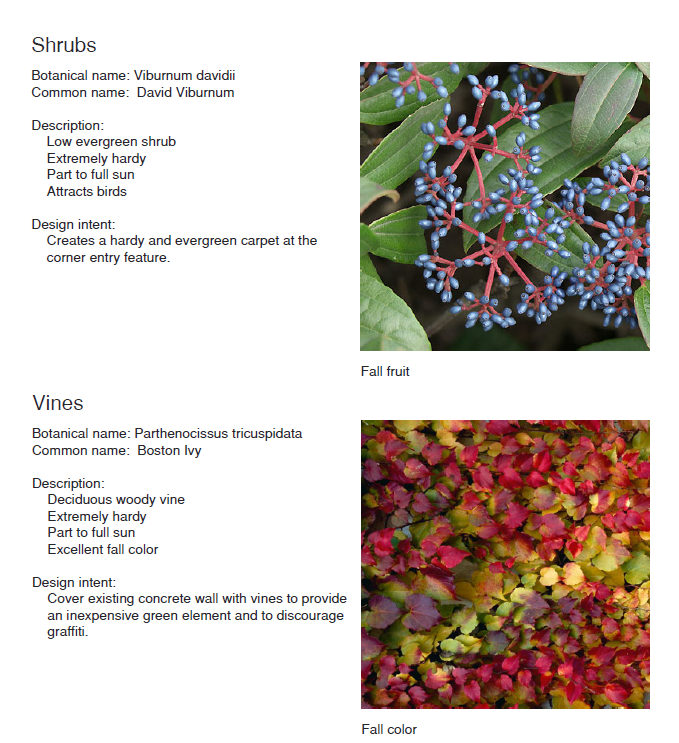 Shrubs
Botanical name: Viburnum davidii
Common name:  David Viburnum
Description:
Low evergreen shrub
Extremely hardy
Part to full sun
Attracts birds
Design intent:
Creates a hardy and evergreen carpet at the
corner entry feature.
Fall fruit
Vines
Botanical name: Parthenocissus tricuspidata
Common name:  Boston Ivy
Description:
Deciduous woody vine
Extremely hardy
Part to full sun
Excellent fall color
Design intent:
Cover existing concrete wall with vines to provide
an inexpensive green element and to discourage
graffiti.
Fall color